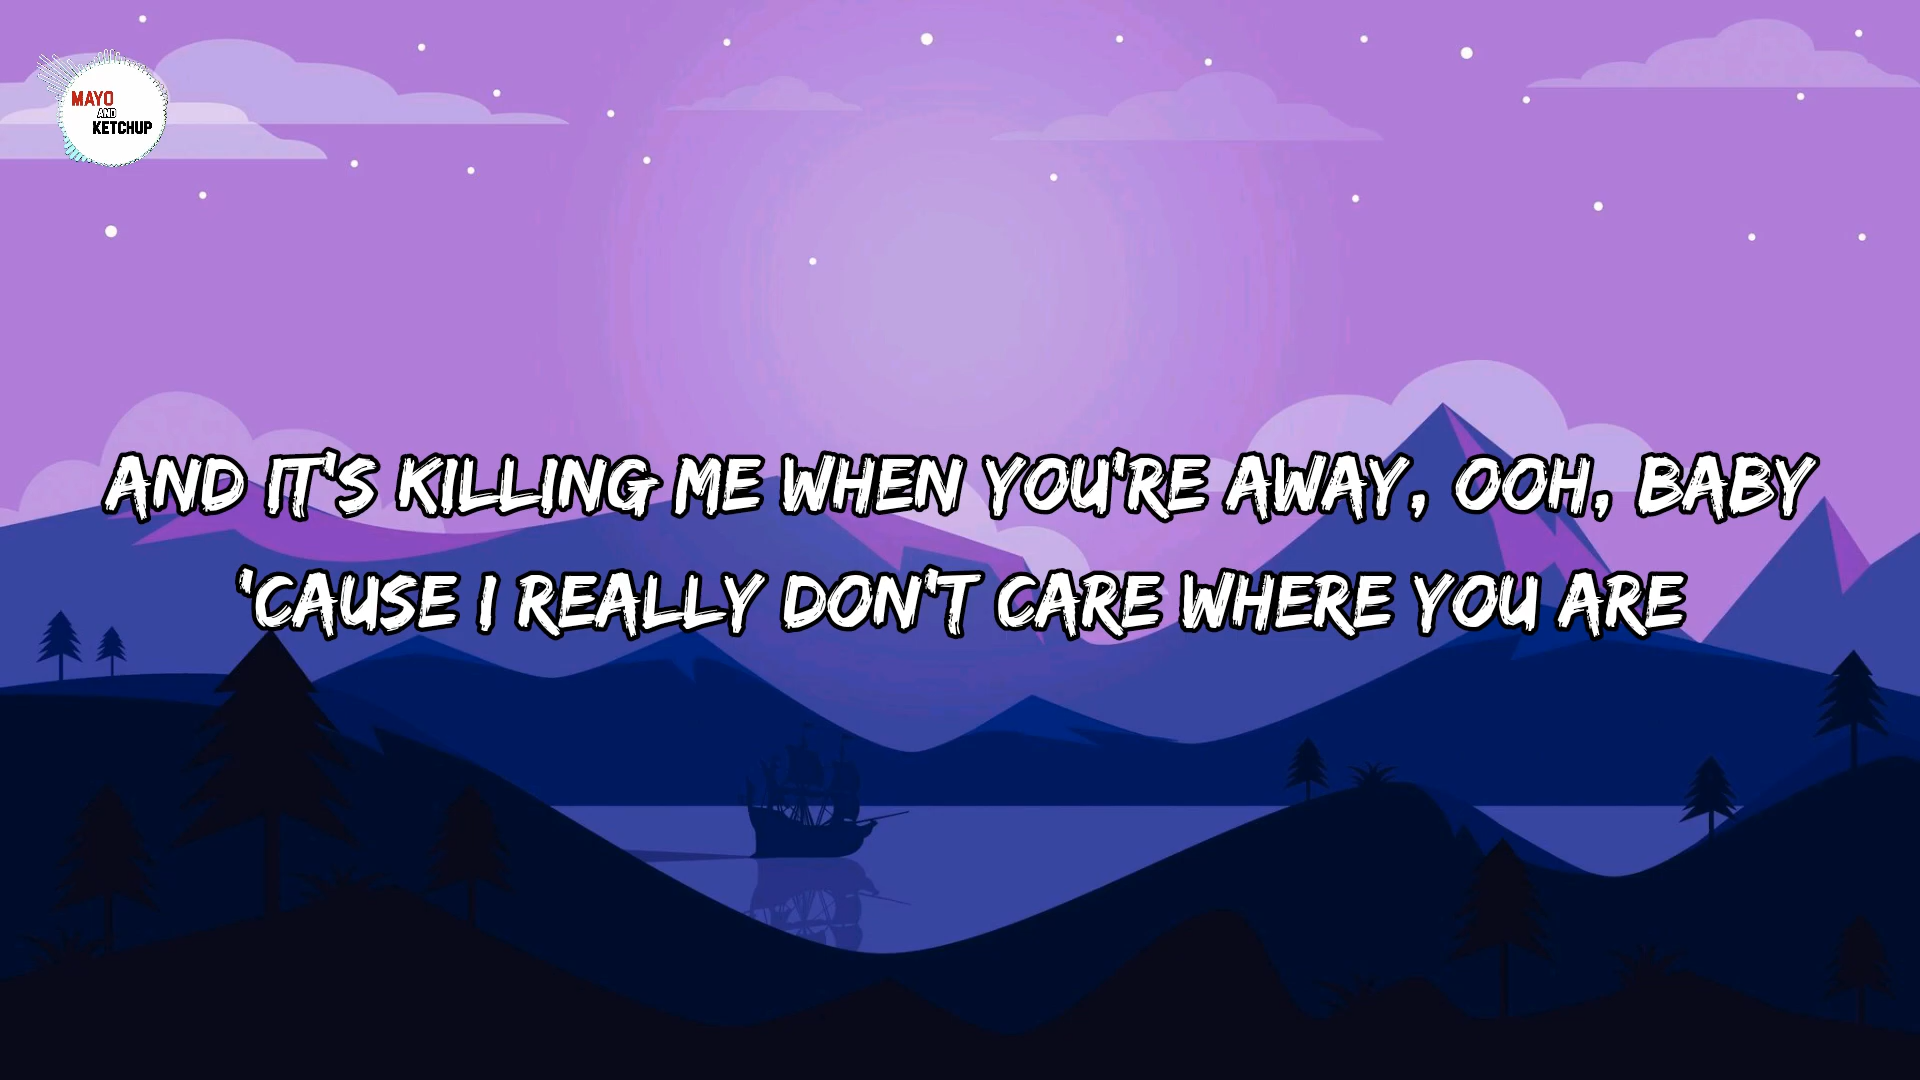 MAYO
AND
KETCHUP
AND IT'S KILLING ME WHEN YOU'RE AWAY, OOH, BABY
'CAUSE I REALLY DON'T CARE WHERE YOU ARE